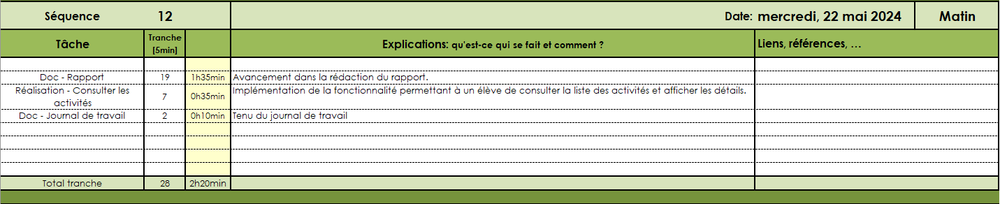 Séquence 12 Date: mercredi, 22 mai 2024 Matin
Tâche Tranche [5min] Explications: qu'est-ce qui se fait et comment ? Liens, références, …
Doc - Rapport 19 1h35min Avancement dans la rédaction du rapport.
Réalisation - Consulter les activités 7 0h35min Implémentation de la fonctionnalité permettant à un élève de consulter la liste des activités et afficher les détails.
Doc - Journal de travail 2 0h10min Tenu du journal de travail
Total tranche 28 2h20min